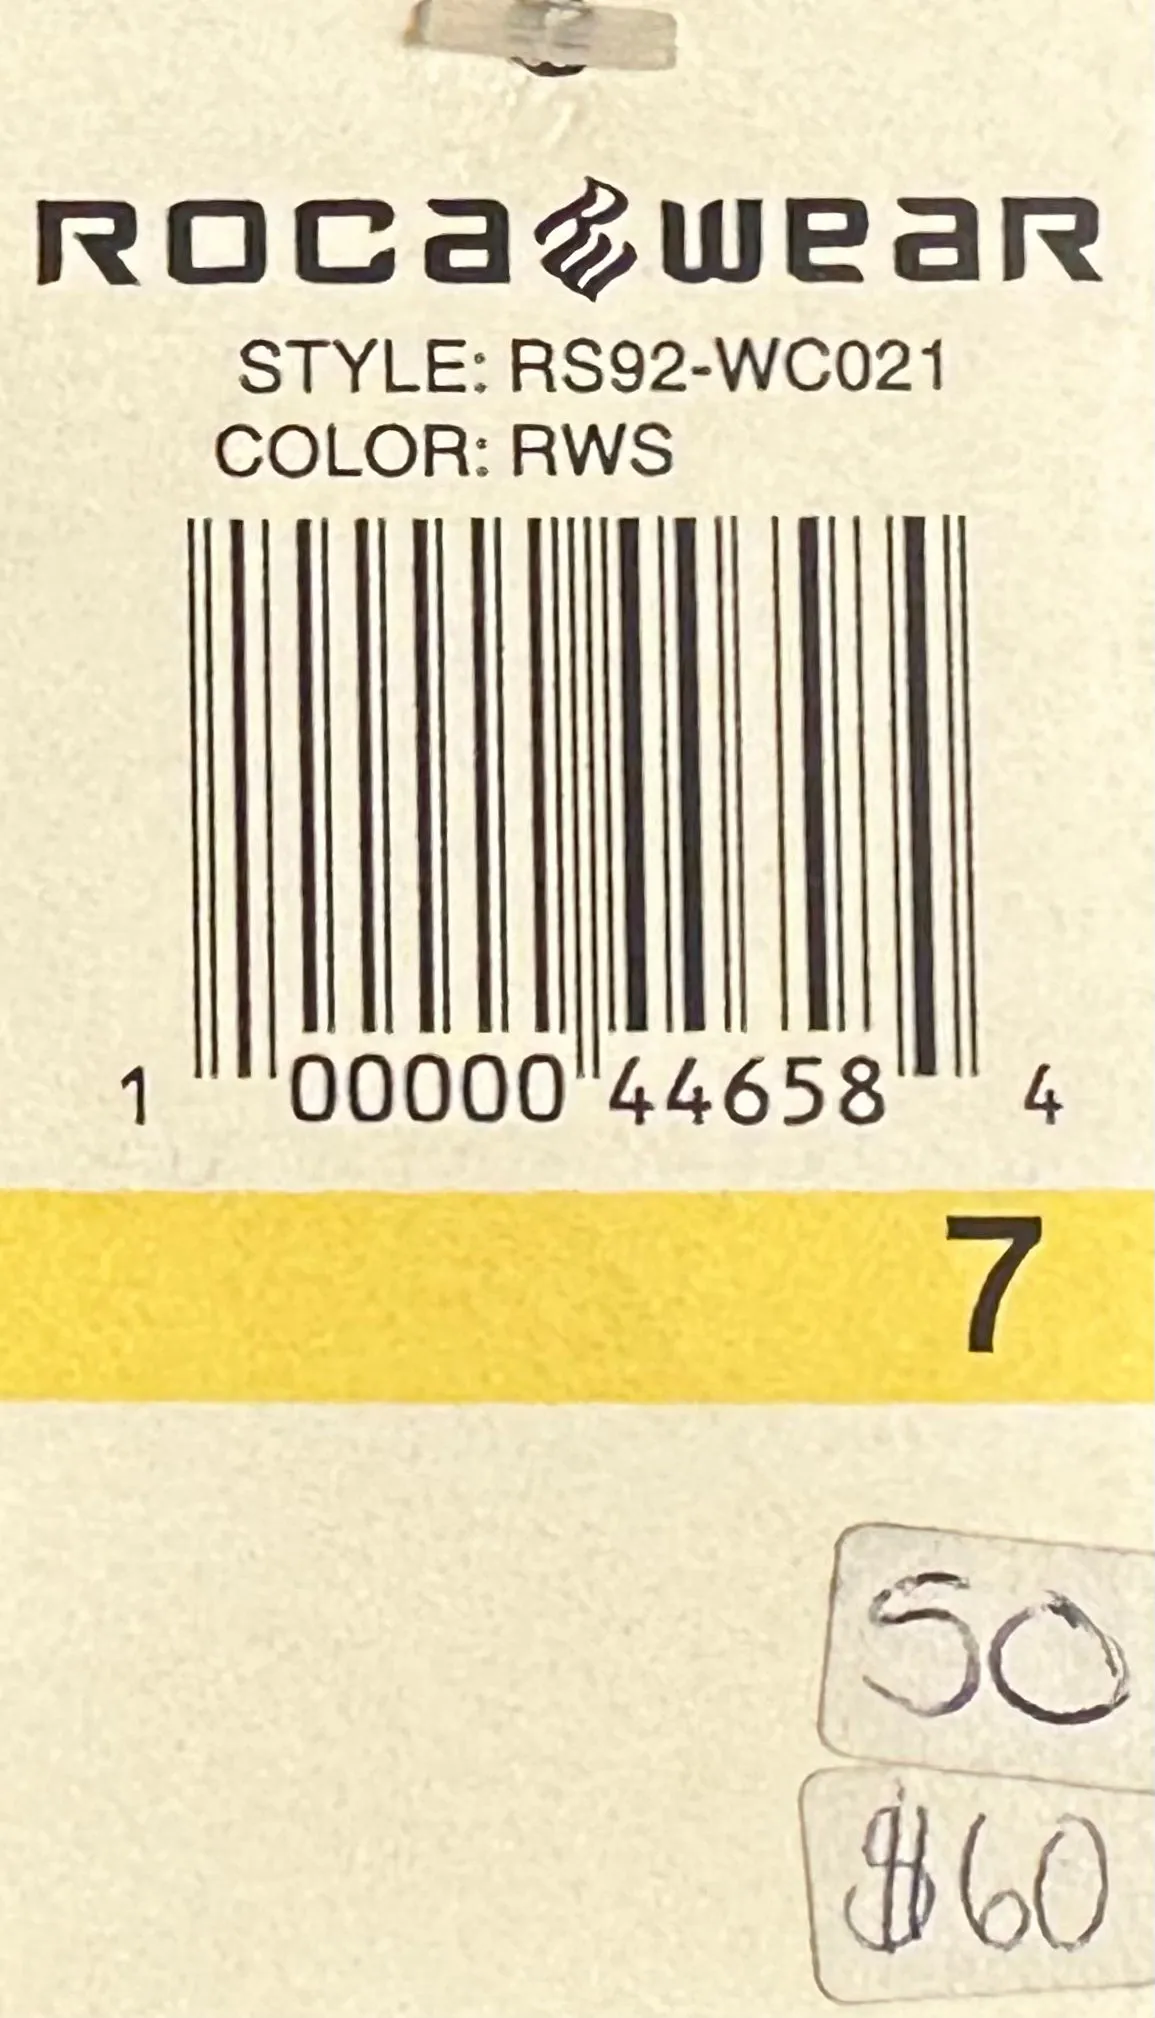 ROCAWEAR
STYLE: RS92-WC021
COLOR: RWS
1 00000 44658 4
7
50
$60